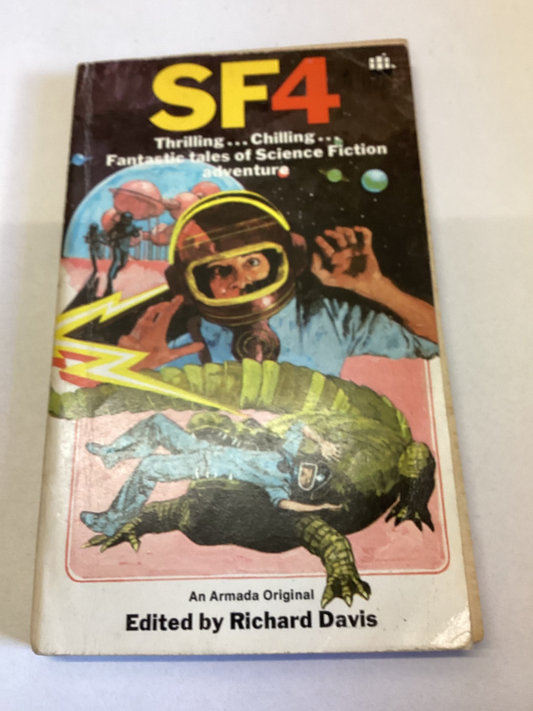 SF4
Thrilling... Chilling...
Fantastic tales of Science Fiction
adventure
An Armada Original
Edited by Richard Davis